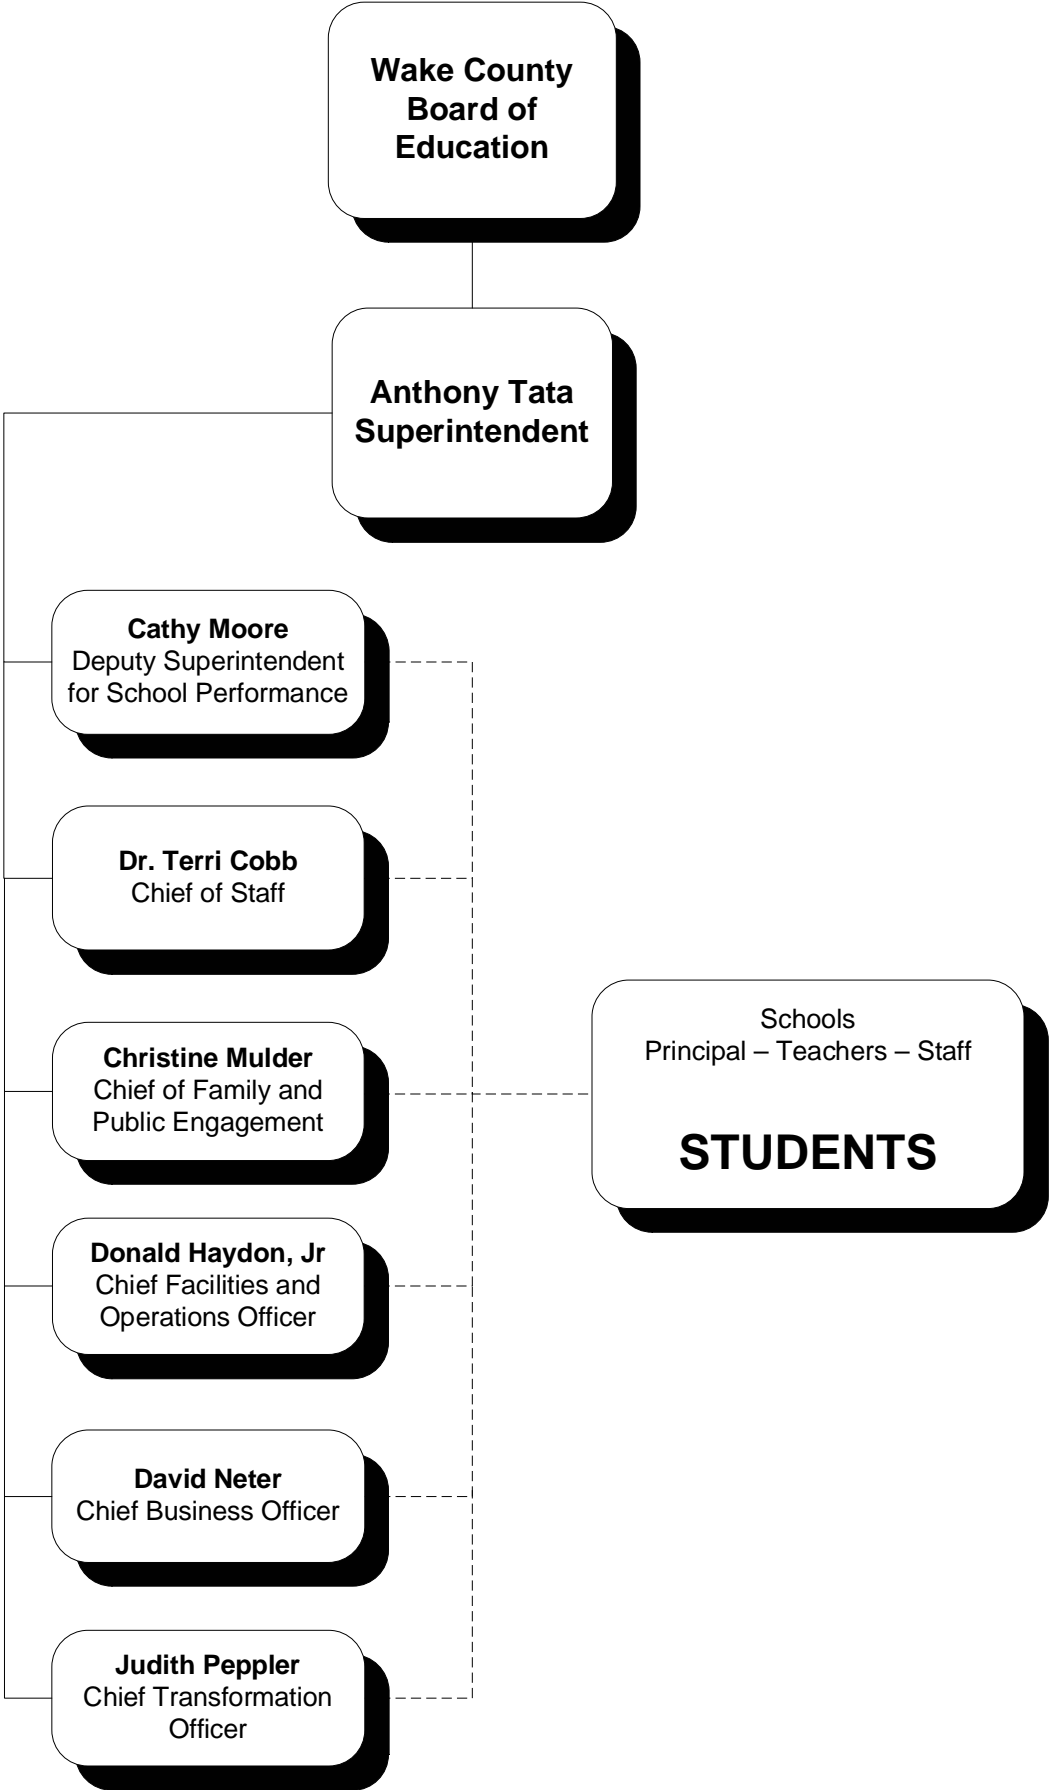 Wake County
Board of
Education
Anthony Tata
Superintendent
Cathy Moore
Deputy Superintendent
for School Performance
Dr. Terri Cobb
Chief of Staff
Christine Mulder
Chief of Family and
Public Engagement
Donald Haydon, Jr
Chief Facilities and
Operations Officer
David Neter
Chief Business Officer
Judith Peppler
Chief Transformation
Officer
Schools
Principal – Teachers – Staff
STUDENTS